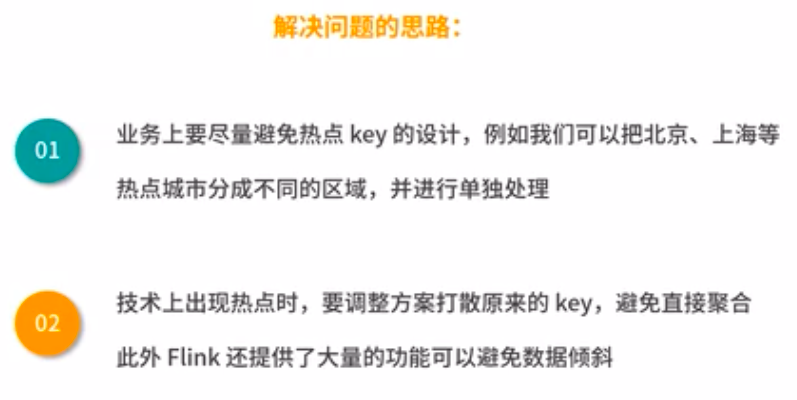 解决问题的思路：
01
业务上要尽量避免热点 key 的设计，例如我们可以把北京、上海等
热点城市分成不同的区域，并进行单独处理
02
技术上出现热点时，要调整方案打散原来的 key，避免直接聚合
此外 Flink 还提供了大量的功能可以避免数据倾斜